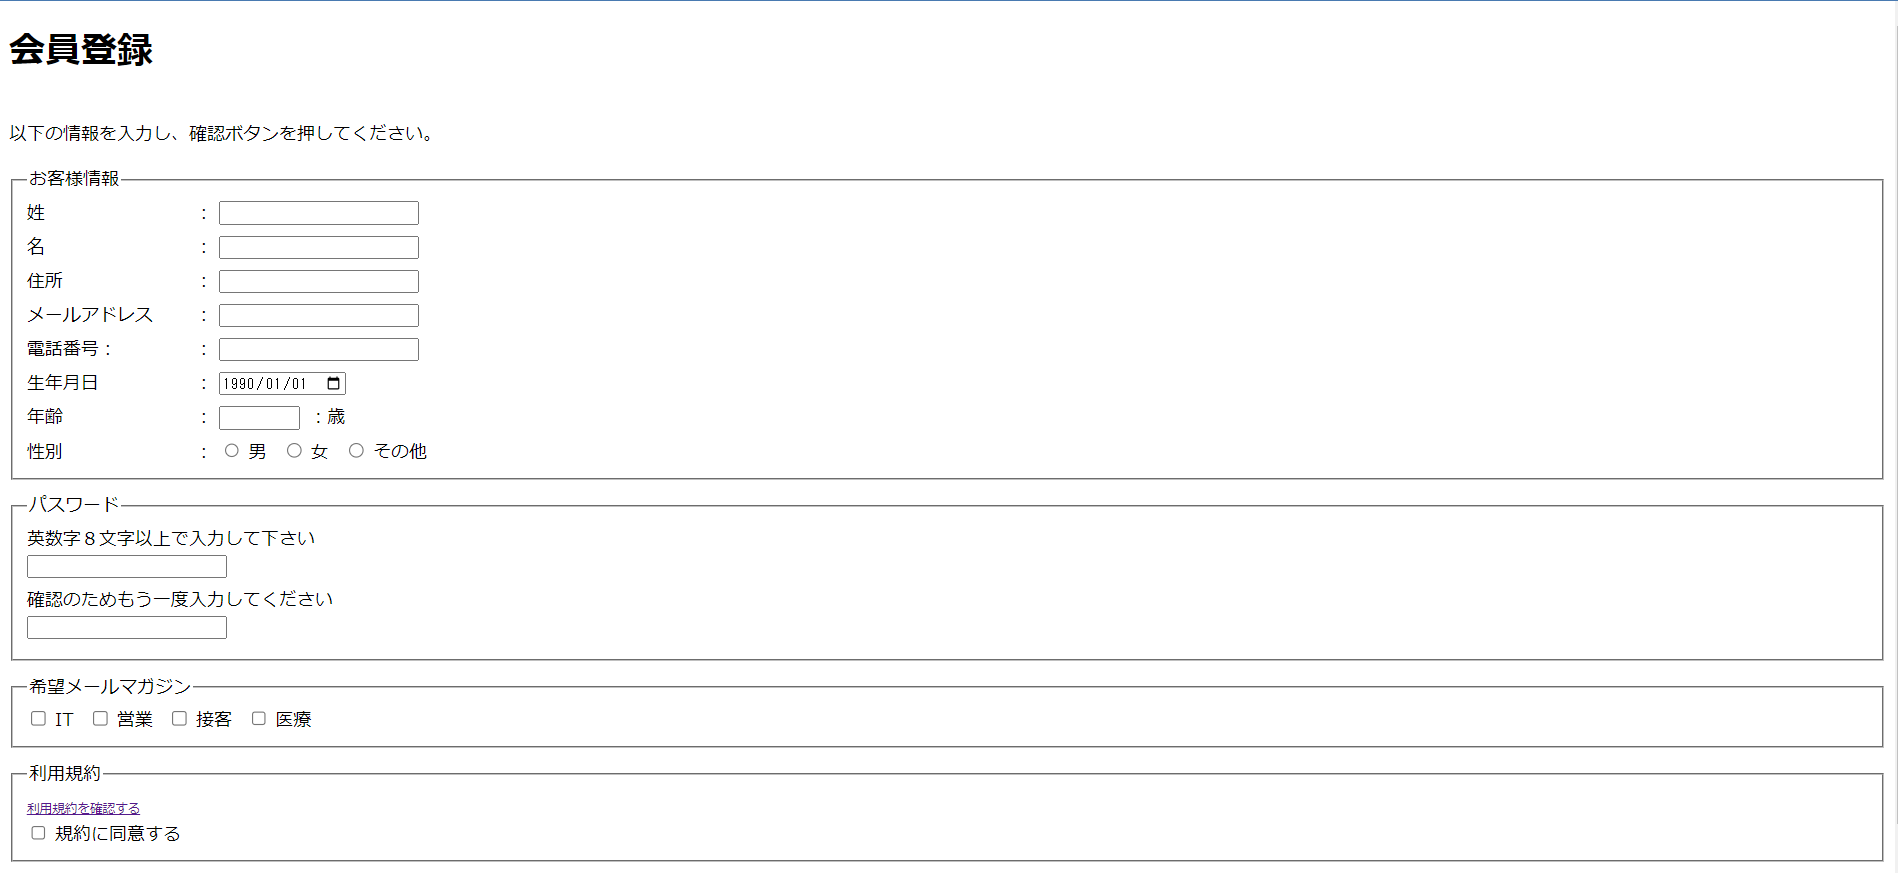 会員登録
以下の情報を入力し、確認ボタンを押してください。
お客様情報
姓 :
名 :
住所 :
メールアドレス :
電話番号： :
生年月日 : 1990/01/01
年齢 : ：歳
性別 : 男 女 その他
パスワード
英数字８文字以上で入力して下さい
確認のためもう一度入力してください
希望メールマガジン
IT 営業 接客 医療
利用規約
利用規約を確認する
規約に同意する